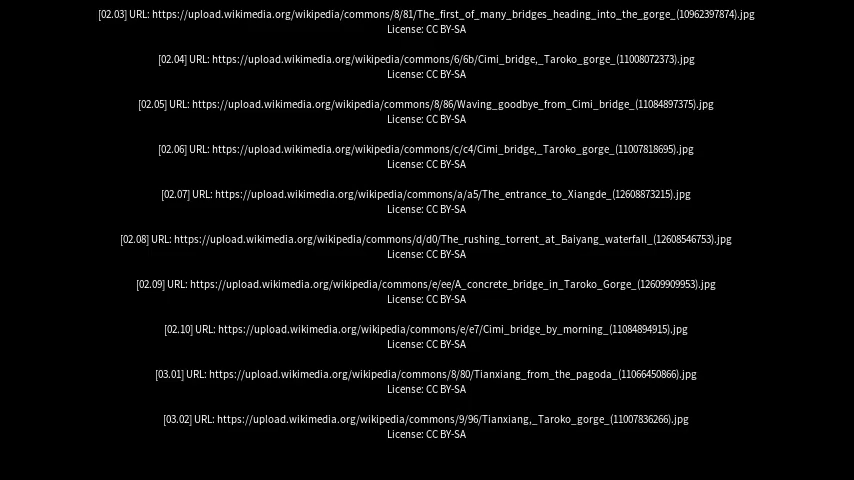 [02.03] URL: https://upload.wikimedia.org/wikipedia/commons/8/81/The_first_of_many_bridges_heading_into_the_gorge_(10962397874).jpg
License: CC BY-SA
[02.04] URL: https://upload.wikimedia.org/wikipedia/commons/6/6b/Cimi_bridge,_Taroko_gorge_(11008072373).jpg
License: CC BY-SA
[02.05] URL: https://upload.wikimedia.org/wikipedia/commons/8/86/Waving_goodbye_from_Cimi_bridge_(11084897375).jpg
License: CC BY-SA
[02.06] URL: https://upload.wikimedia.org/wikipedia/commons/c/c4/Cimi_bridge,_Taroko_gorge_(11007818695).jpg
License: CC BY-SA
[02.07] URL: https://upload.wikimedia.org/wikipedia/commons/a/a5/The_entrance_to_Xiangde_(12608873215).jpg
License: CC BY-SA
[02.08] URL: https://upload.wikimedia.org/wikipedia/commons/d/d0/The_rushing_torrent_at_Baiyang_waterfall_(12608546753).jpg
License: CC BY-SA
[02.09] URL: https://upload.wikimedia.org/wikipedia/commons/e/ee/A_concrete_bridge_in_Taroko_Gorge_(12609909953).jpg
License: CC BY-SA
[02.10] URL: https://upload.wikimedia.org/wikipedia/commons/e/e7/Cimi_bridge_by_morning_(11084894915).jpg
License: CC BY-SA
[03.01] URL: https://upload.wikimedia.org/wikipedia/commons/8/80/Tianxiang_from_the_pagoda_(11066450866).jpg
License: CC BY-SA
[03.02] URL: https://upload.wikimedia.org/wikipedia/commons/9/96/Tianxiang,_Taroko_gorge_(11007836266).jpg
License: CC BY-SA